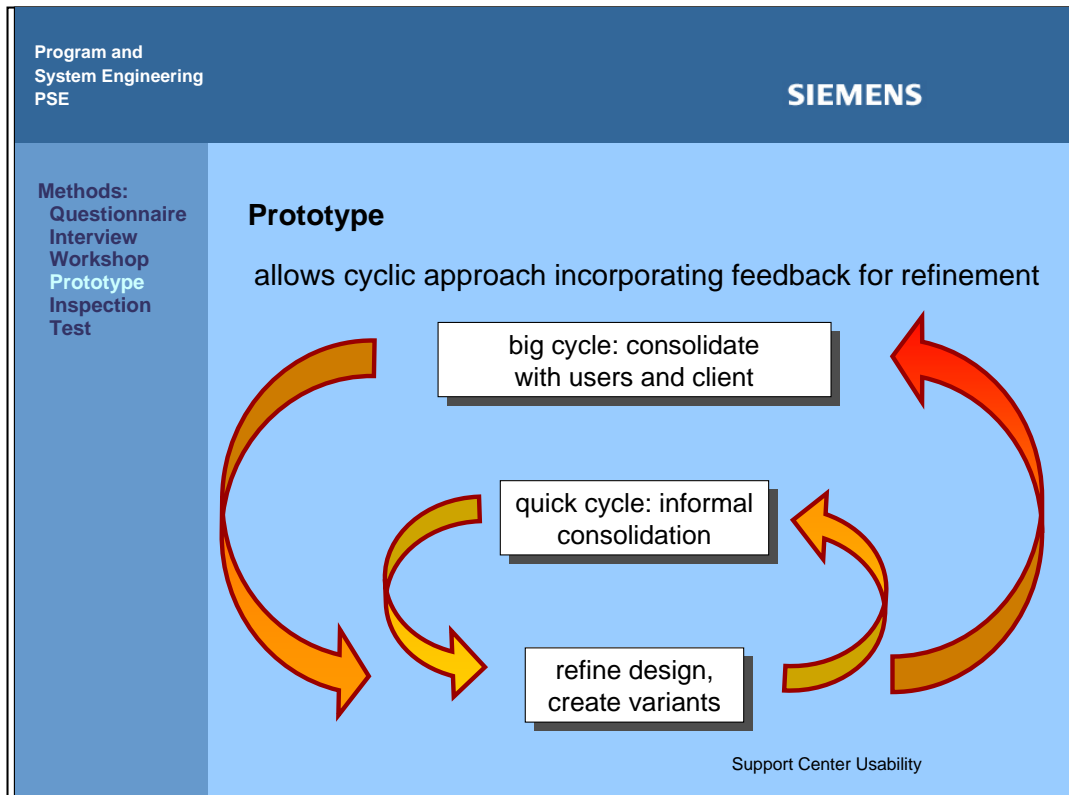 Program and
System Engineering
PSE
SIEMENS
Methods:
Questionnaire
Interview
Workshop
Prototype
Inspection
Test
Prototype
allows cyclic approach incorporating feedback for refinement
big cycle: consolidate
with users and client
quick cycle: informal
consolidation
refine design,
create variants
Support Center Usability